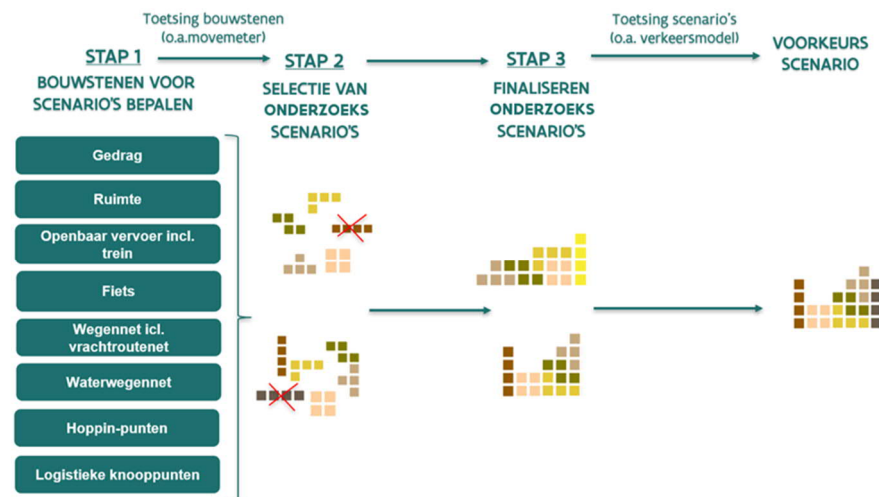 Toetsing bouwstenen
(o.a.movemeter)
Toetsing scenario's
(o.a. verkeersmodel)
STAP 1
BOUWSTENEN VOOR
SCENARIO'S BEPALEN
STAP 2
SELECTIE VAN
ONDERZOEKS
SCENARIO'S
STAP 3
FINALISEREN
ONDERZOEKS
SCENARIO'S
VOORKEURS
SCENARIO
Gedrag
Ruimte
Openbaar vervoer incl.
trein
Fiets
Wegennet icl.
vrachtroutenet
Waterwegennet
Hoppin-punten
Logistieke knooppunten